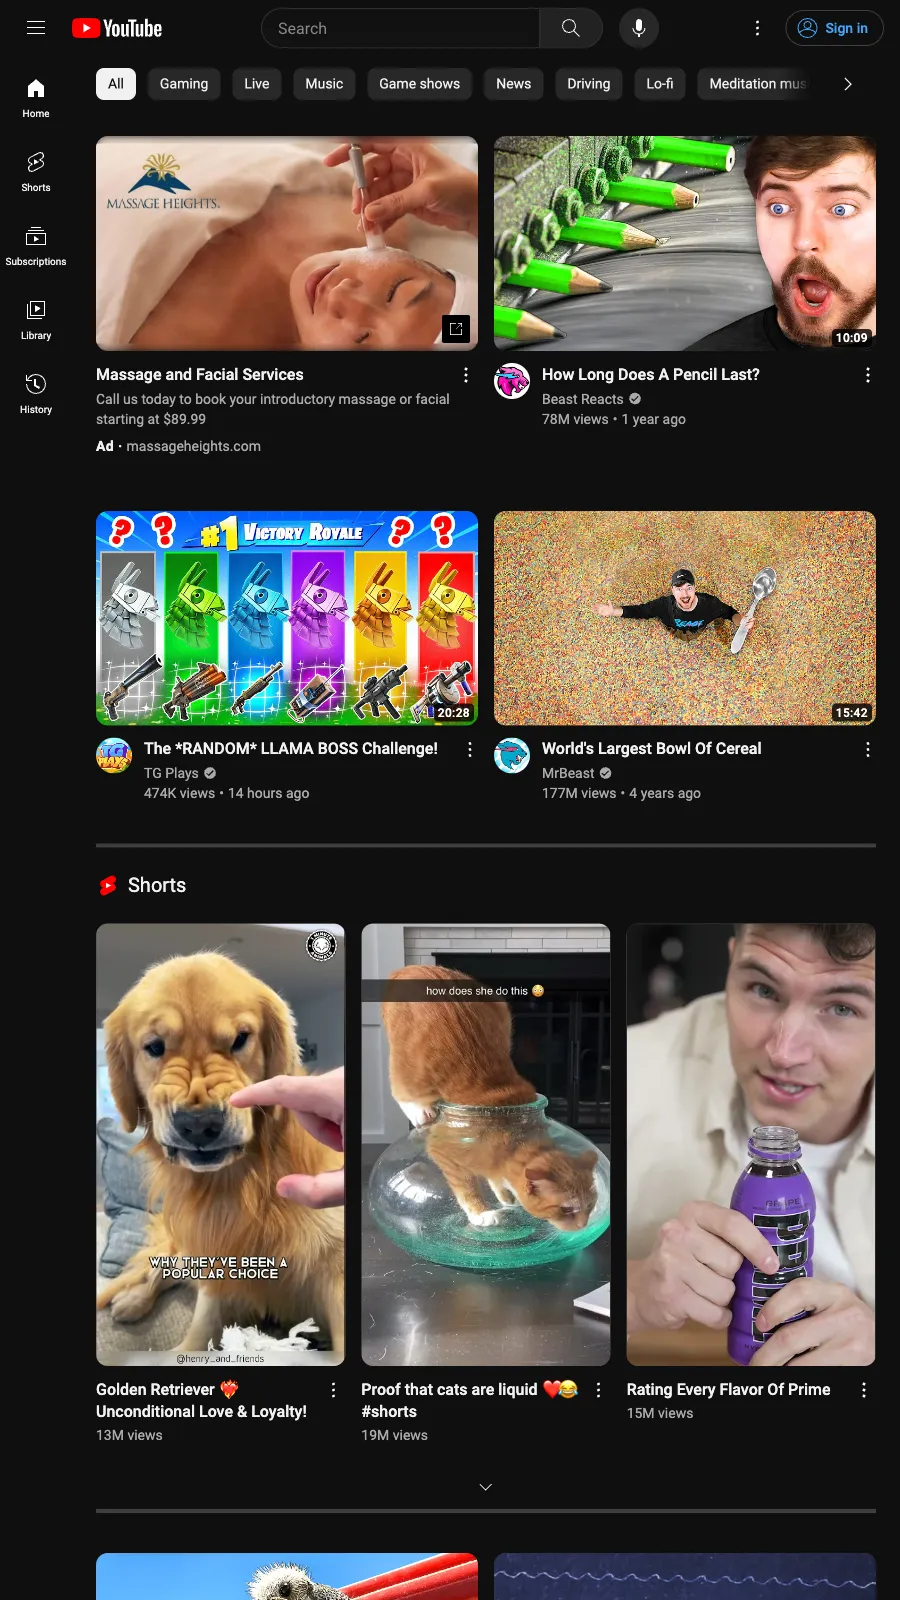 YouTube
Search
Sign in
All
Gaming
Live
Music
Game shows
News
Driving
Lo-fi
Meditation mus
Home
Shorts
Subscriptions
Library
History
MASSAGE HEIGHTS.
Massage and Facial Services
Call us today to book your introductory massage or facial
starting at $89.99
Ad · massageheights.com
10:09
How Long Does A Pencil Last?
Beast Reacts
78M views • 1 year ago
? ? #1 VICTORY ROYALE ? ?
20:28
TG PLAYS
The *RANDOM* LLAMA BOSS Challenge!
TG Plays
474K views • 14 hours ago
BEAST
15:42
World's Largest Bowl Of Cereal
MrBeast
177M views • 4 years ago
Shorts
WHY THEY'VE BEEN A
POPULAR CHOICE
@henry_and_friends
Golden Retriever ❤️‍🔥
Unconditional Love & Loyalty!
13M views
how does she do this 😳
Proof that cats are liquid ❤️😂
#shorts
19M views
GRAPE
PRIME
Rating Every Flavor Of Prime
15M views